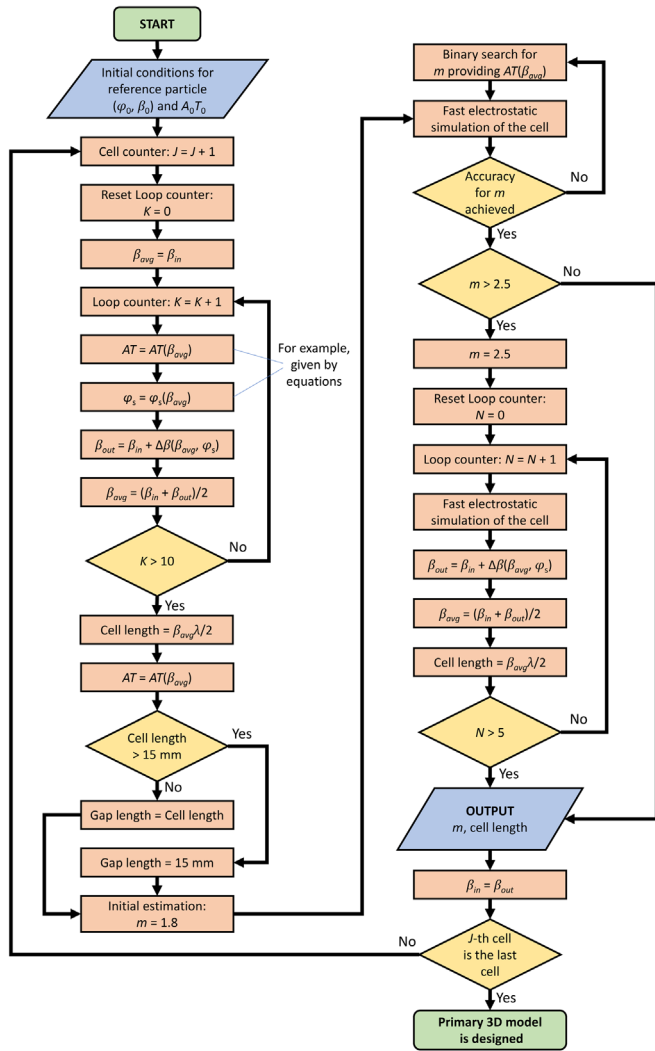 START
Initial conditions for
reference particle
(φ₀, β₀) and A₀T₀
Cell counter: J = J + 1
Reset Loop counter:
K = 0
βavg = βin
Loop counter: K = K + 1
AT = AT(βavg)
For example,
given by
equations
φs = φs(βavg)
βout = βin + Δβ(βavg, φs)
βavg = (βin + βout)/2
K > 10
No
Yes
Cell length = βavgλ/2
AT = AT(βavg)
Cell length
> 15 mm
Yes
No
Gap length = Cell length
Gap length = 15 mm
Initial estimation:
m = 1.8
Binary search for
m providing AT(βavg)
Fast electrostatic
simulation of the cell
Accuracy
for m
achieved
No
Yes
m > 2.5
No
Yes
m = 2.5
Reset Loop counter:
N = 0
Loop counter: N = N + 1
Fast electrostatic
simulation of the cell
βout = βin + Δβ(βavg, φs)
βavg = (βin + βout)/2
Cell length = βavgλ/2
N > 5
No
Yes
OUTPUT
m, cell length
βin = βout
J-th cell
is the last
cell
No
Yes
Primary 3D model
is designed